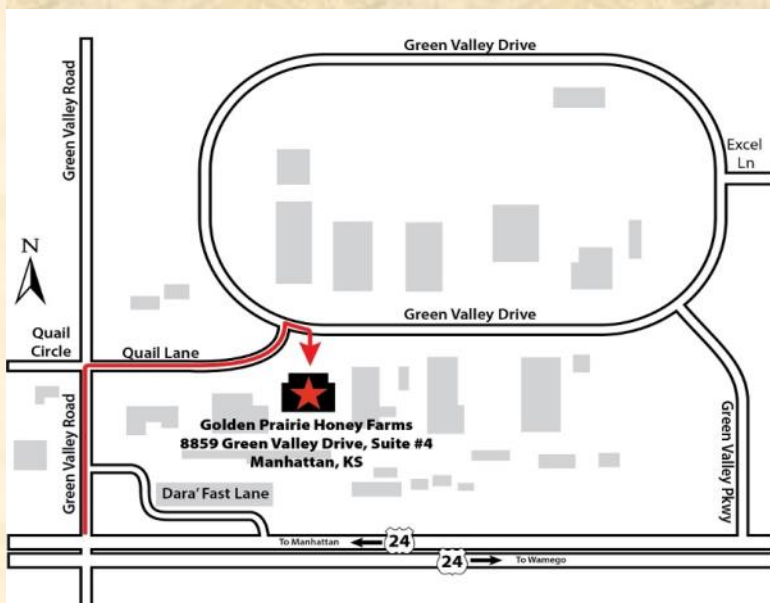 Green Valley Drive
Green Valley Road
Excel
Ln
N
Green Valley Drive
Quail
Circle
Quail Lane
Golden Prairie Honey Farms
8859 Green Valley Drive, Suite #4
Manhattan, KS
Green Valley Road
Green Valley Pkwy
Dara' Fast Lane
To Manhattan 24
24 To Wamego